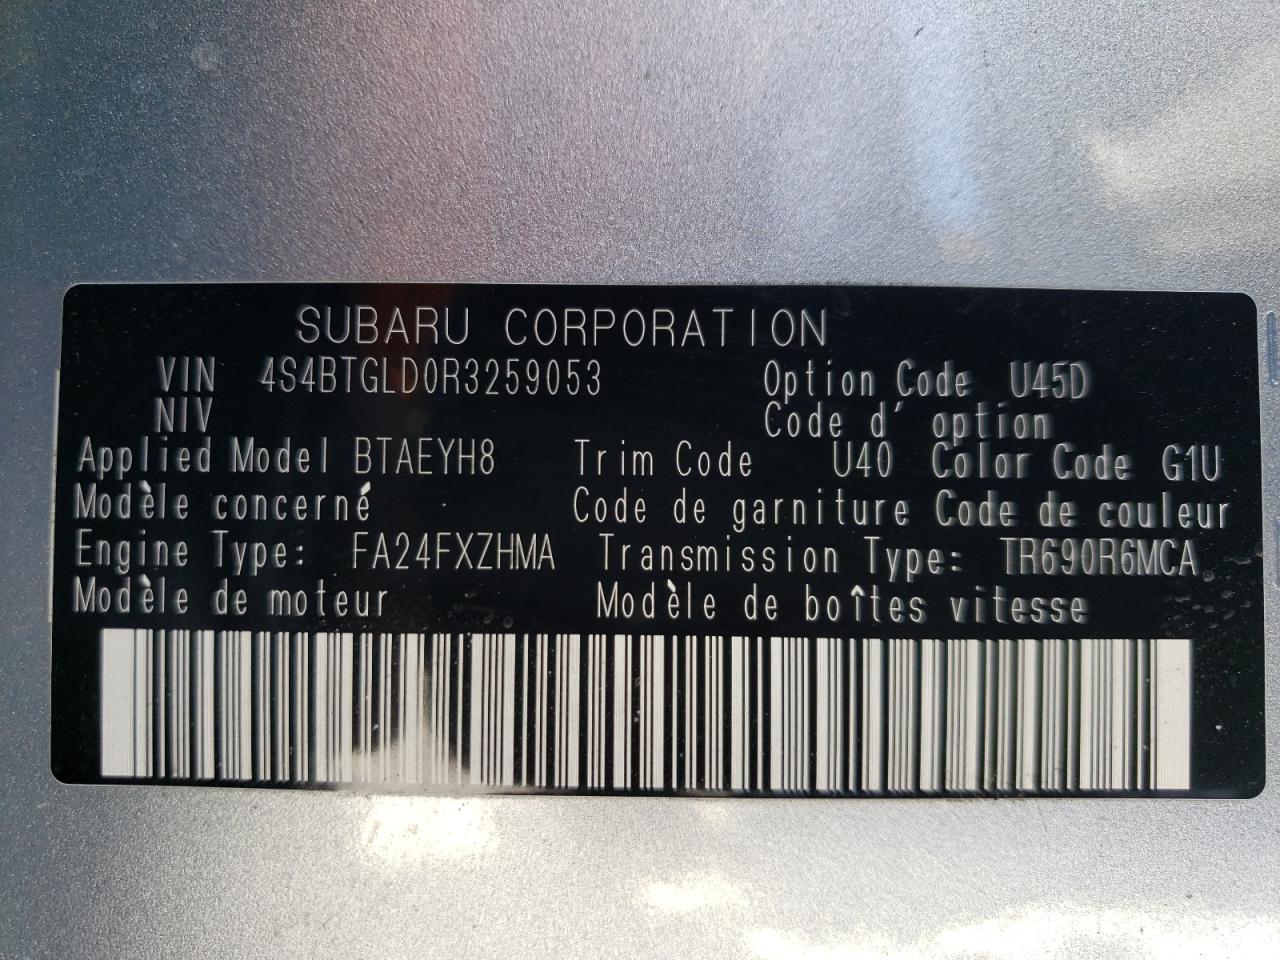 SUBARU CORPORATION
VIN 4S4BTGLD0R3259053 Option Code U45D
NIV Code d' option
Applied Model BTAEYH8 Trim Code U40 Color Code G1U
Modèle concerné Code de garniture Code de couleur
Engine Type: FA24FXZHMA Transmission Type: TR690R6MCA
Modèle de moteur Modèle de boîtes vitesse